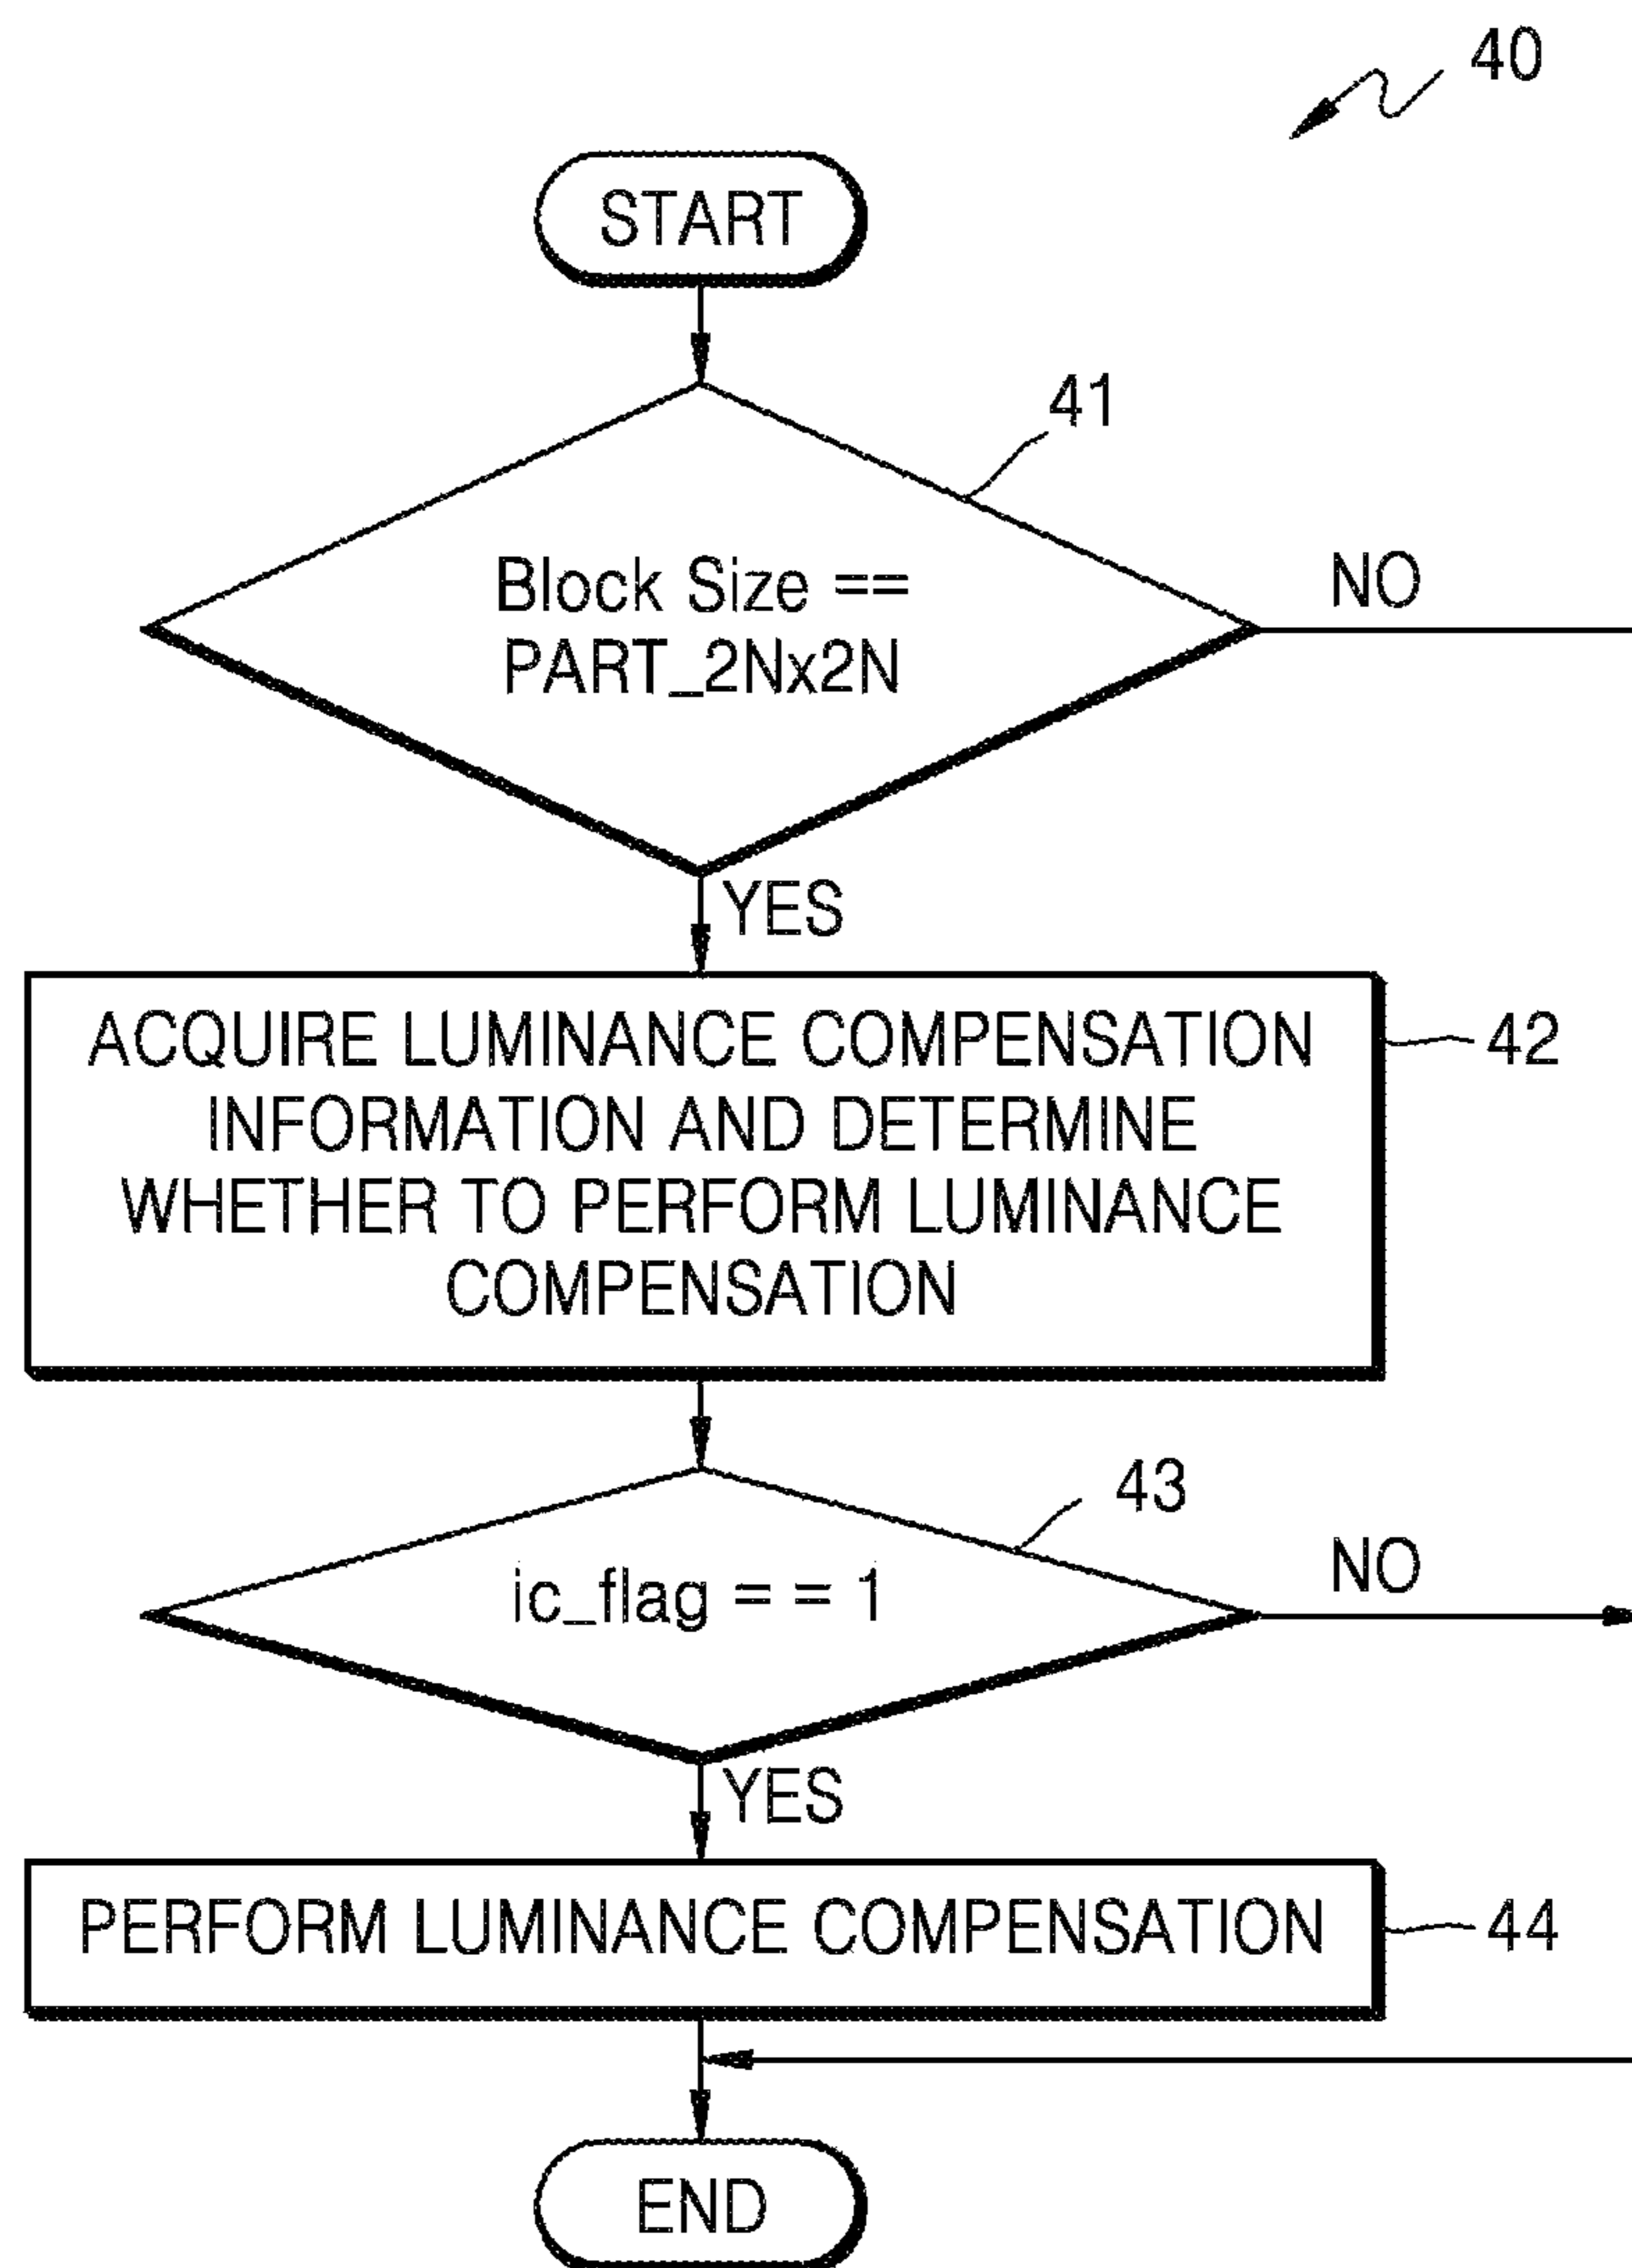 40
START
41
Block Size ==
PART_2Nx2N
NO
YES
ACQUIRE LUMINANCE COMPENSATION
INFORMATION AND DETERMINE
WHETHER TO PERFORM LUMINANCE
COMPENSATION
42
43
ic_flag = = 1
NO
YES
PERFORM LUMINANCE COMPENSATION
44
END